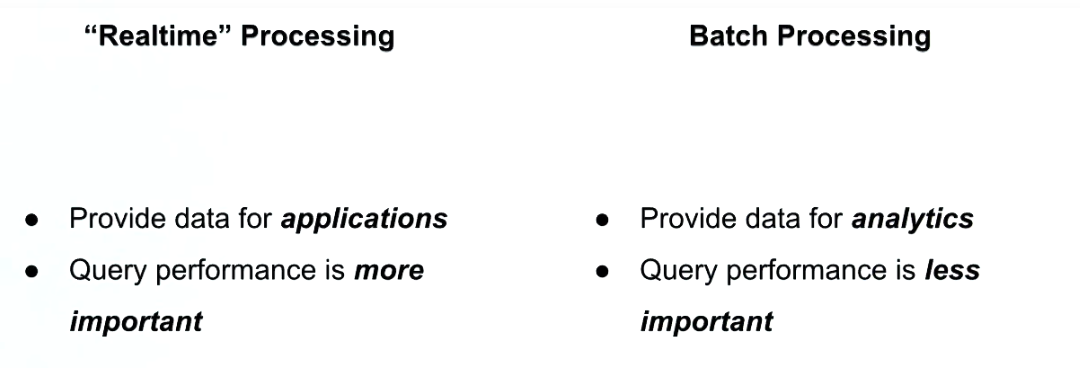 “Realtime” Processing
● Provide data for applications
● Query performance is more
important
Batch Processing
● Provide data for analytics
● Query performance is less
important